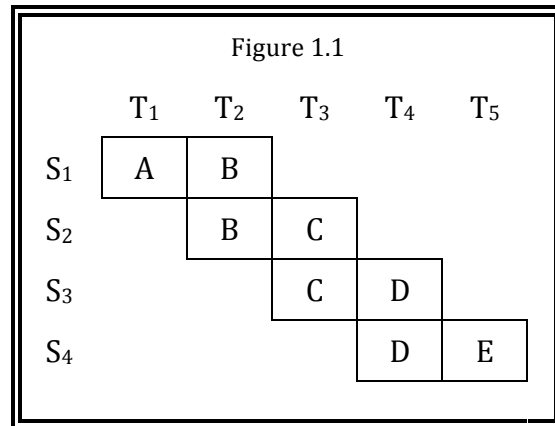 Figure 1.1
T₁ T₂ T₃ T₄ T₅
S₁ A B
S₂ B C
S₃ C D
S₄ D E